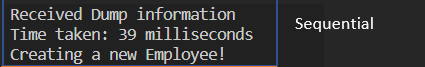 Received Dump information
Time taken: 39 milliseconds
Creating a new Employee!
Sequential